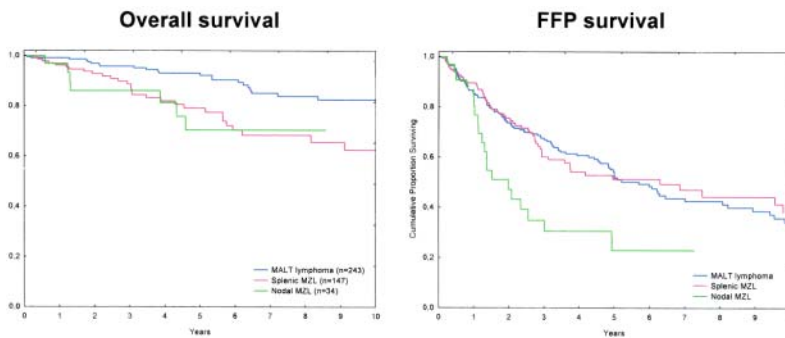 Overall survival
1,0
0,8
0.6
0.4
0.2
0.0
0 1 2 3 4 5 6 7 8 9 10
Years
MALT lymphoma (n=243)
Splenic MZL (n=147)
Nodal MZL (n=34)
FFP survival
Cumulative Proportion Surviving
1,0
0,8
0,6
0,4
0,2
0,0
0 1 2 3 4 5 6 7 8 9
Years
MALT lymphoma
Splenic MZL
Nodal MZL